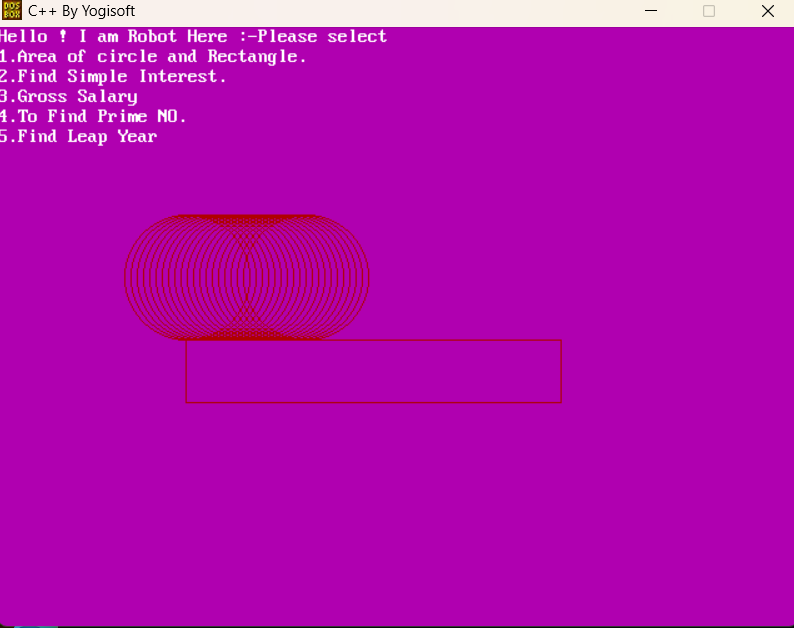 DOS
BOX
C++ By Yogisoft
Hello ! I am Robot Here :-Please select
1.Area of circle and Rectangle.
2.Find Simple Interest.
3.Gross Salary
4.To Find Prime NO.
5.Find Leap Year